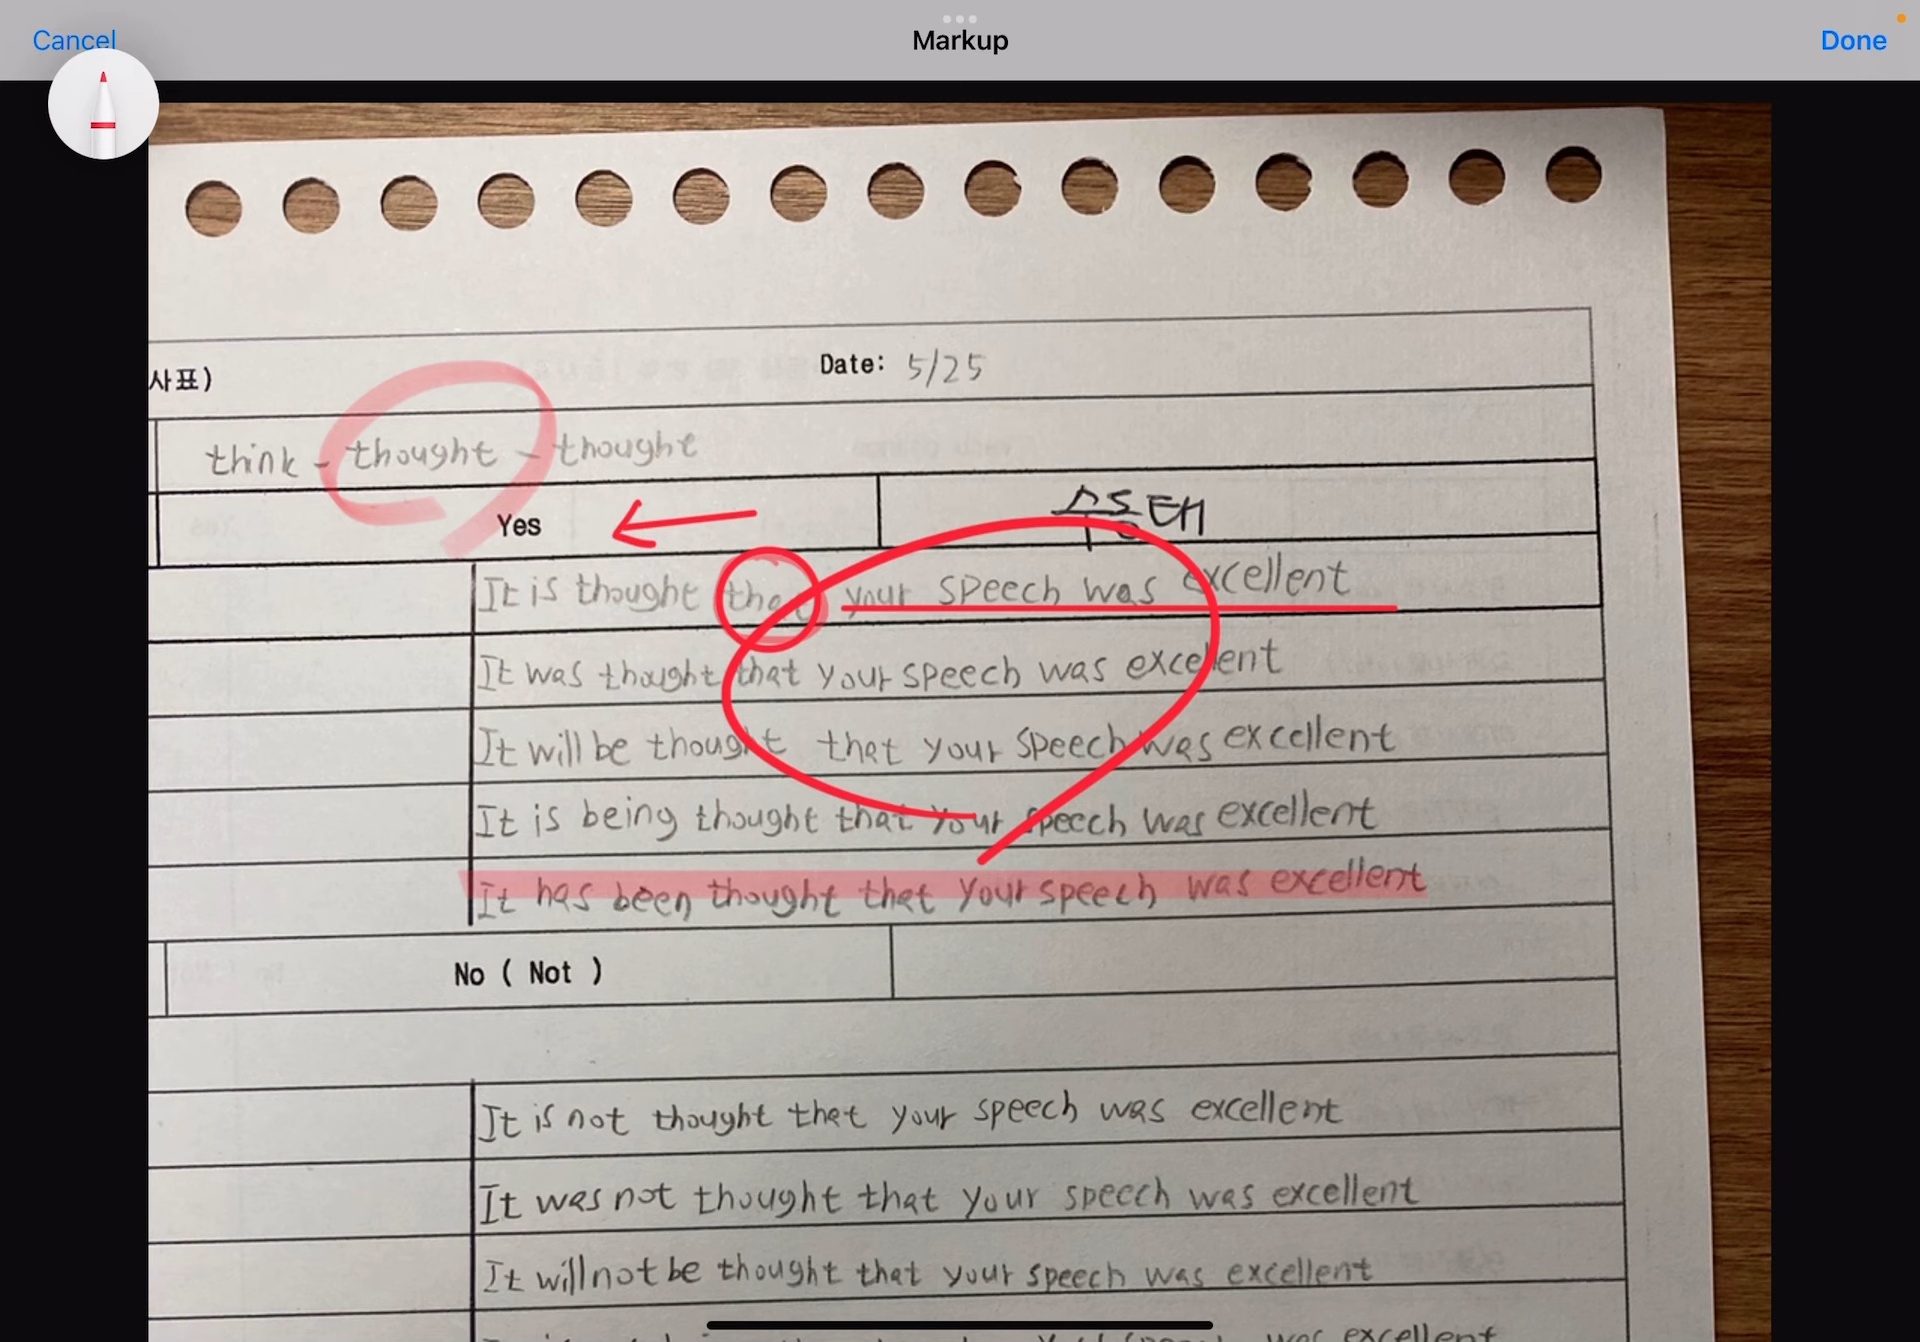 Cancel
Markup
Done
사표)
Date: 5/25
think - thought - thought
Yes
수동태
It is thought that your speech was excellent
It was thought that your speech was excellent
It will be thought that your speech was excellent
It is being thought that your speech was excellent
It has been thought that your speech was excellent
No ( Not )
It is not thought that your speech was excellent
It was not thought that your speech was excellent
It will not be thought that your speech was excellent
excellent